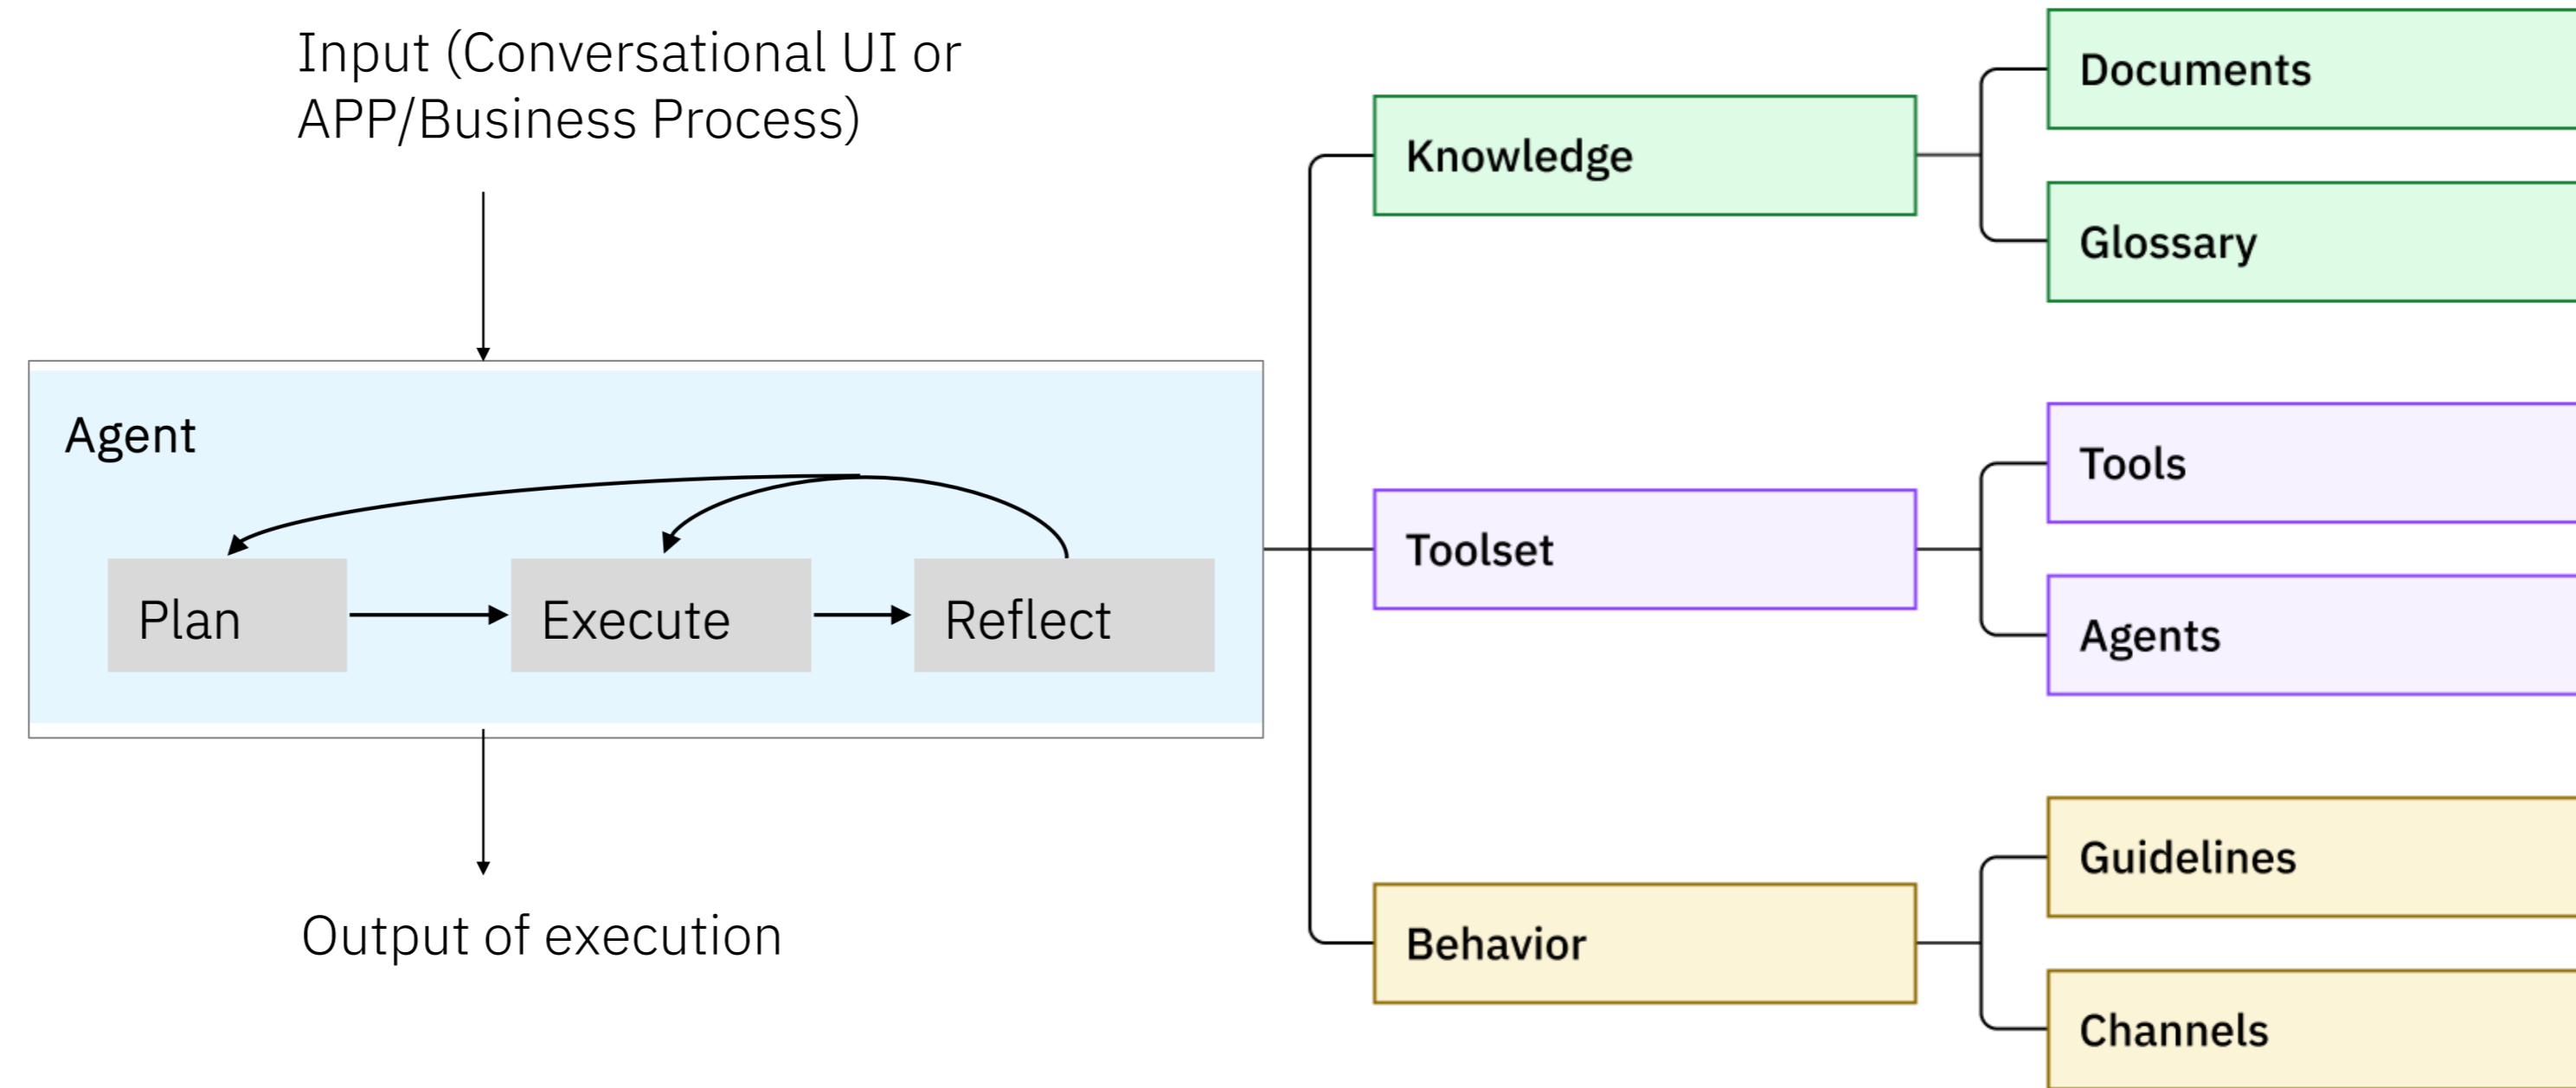 Input (Conversational UI or
APP/Business Process)
Agent
Plan
Execute
Reflect
Output of execution
Knowledge
Documents
Glossary
Toolset
Tools
Agents
Behavior
Guidelines
Channels